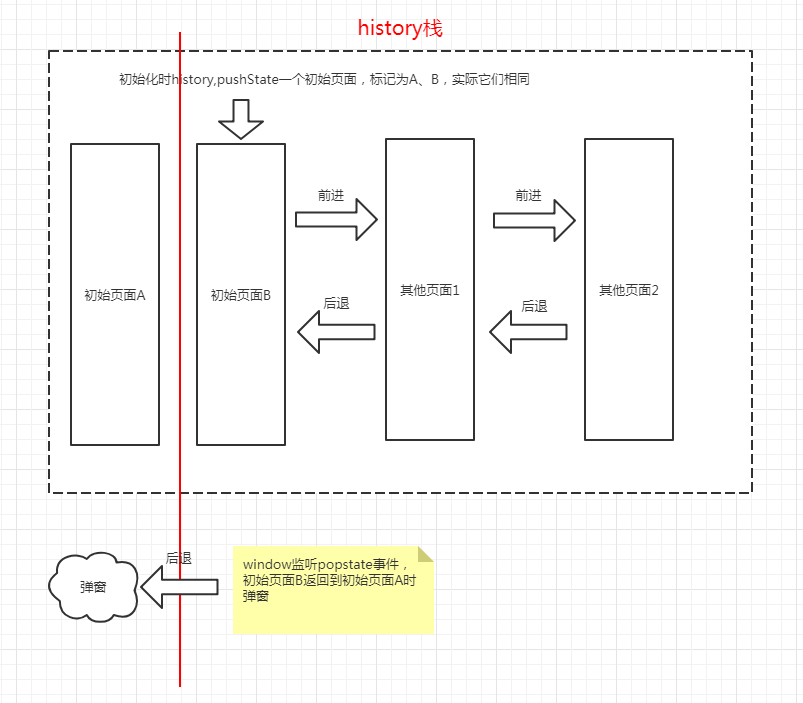 history栈
初始化时history,pushState一个初始页面，标记为A、B，实际它们相同
前进
前进
初始页面A
初始页面B
其他页面1
其他页面2
后退
后退
后退
弹窗
window监听popstate事件，
初始页面B返回到初始页面A时
弹窗